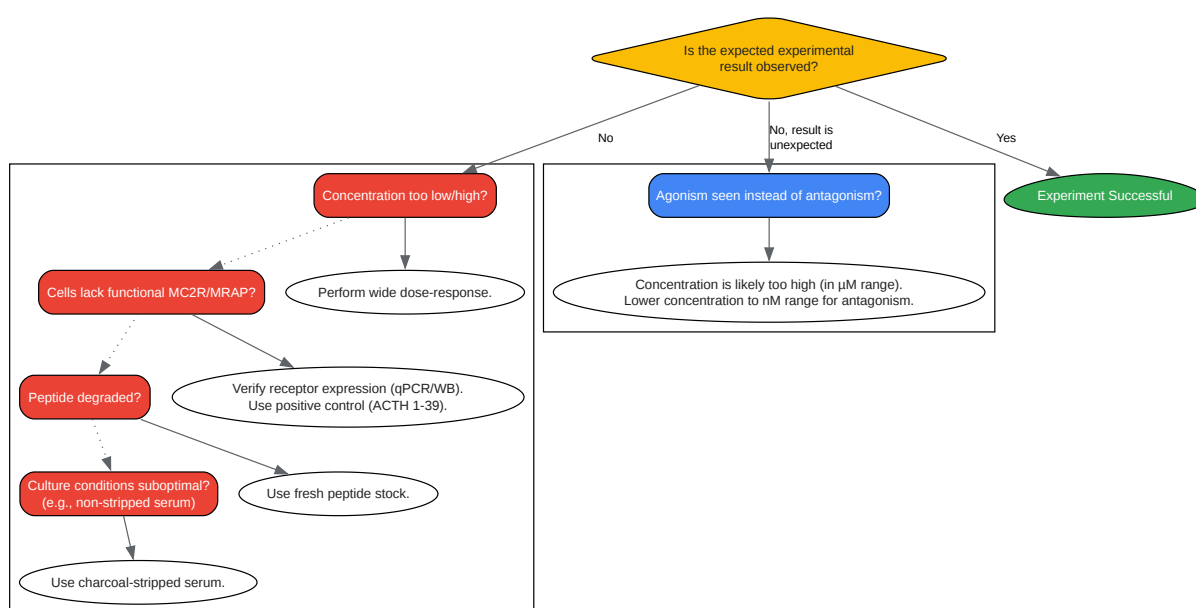 Is the expected experimental
result observed?
No
No, result is
unexpected
Yes
Concentration too low/high?
Agonism seen instead of antagonism?
Experiment Successful
Cells lack functional MC2R/MRAP?
Perform wide dose-response.
Concentration is likely too high (in µM range).
Lower concentration to nM range for antagonism.
Peptide degraded?
Verify receptor expression (qPCR/WB).
Use positive control (ACTH 1-39).
Culture conditions suboptimal?
(e.g., non-stripped serum)
Use fresh peptide stock.
Use charcoal-stripped serum.